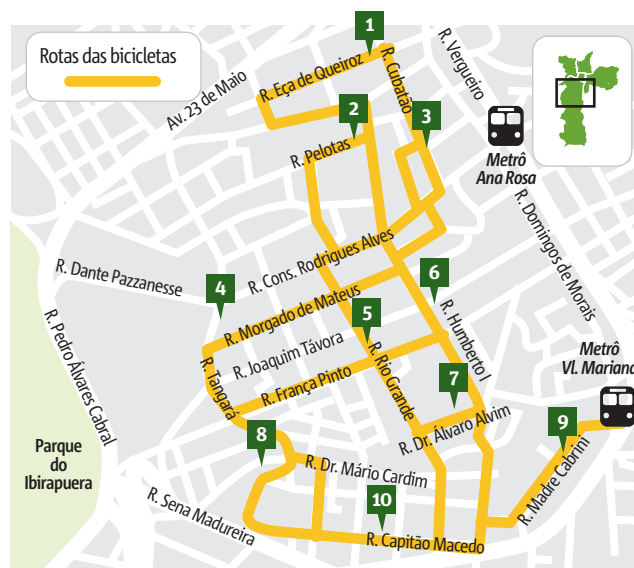 Rotas das bicicletas
1
R. Eça de Queiroz
R. Cubatão
R. Vergueiro
Av. 23 de Maio
2
3
R. Pelotas
Metrô
Ana Rosa
R. Domingos de Morais
R. Dante Pazzanesse
R. Cons. Rodrigues Alves
4
R. Morgado de Mateus
6
R. Humberto I
R. Pedro Álvares Cabral
5
R. Joaquim Távora
R. Tangará
R. França Pinto
R. Rio Grande
7
R. Dr. Álvaro Alvim
Metrô
Vl. Mariana
9
R. Madre Cabrini
8
R. Dr. Mário Cardim
Parque
do
Ibirapuera
R. Sena Madureira
10
R. Capitão Macedo